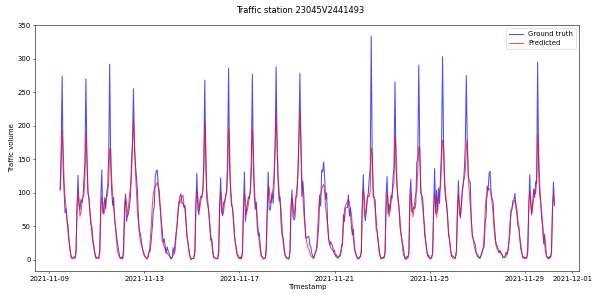 Traffic station 23045V2441493
Ground truth
Predicted
Traffic volume
350
300
250
200
150
100
50
0
2021-11-09 2021-11-13 2021-11-17 2021-11-21 2021-11-25 2021-11-29 2021-12-01
Timestamp